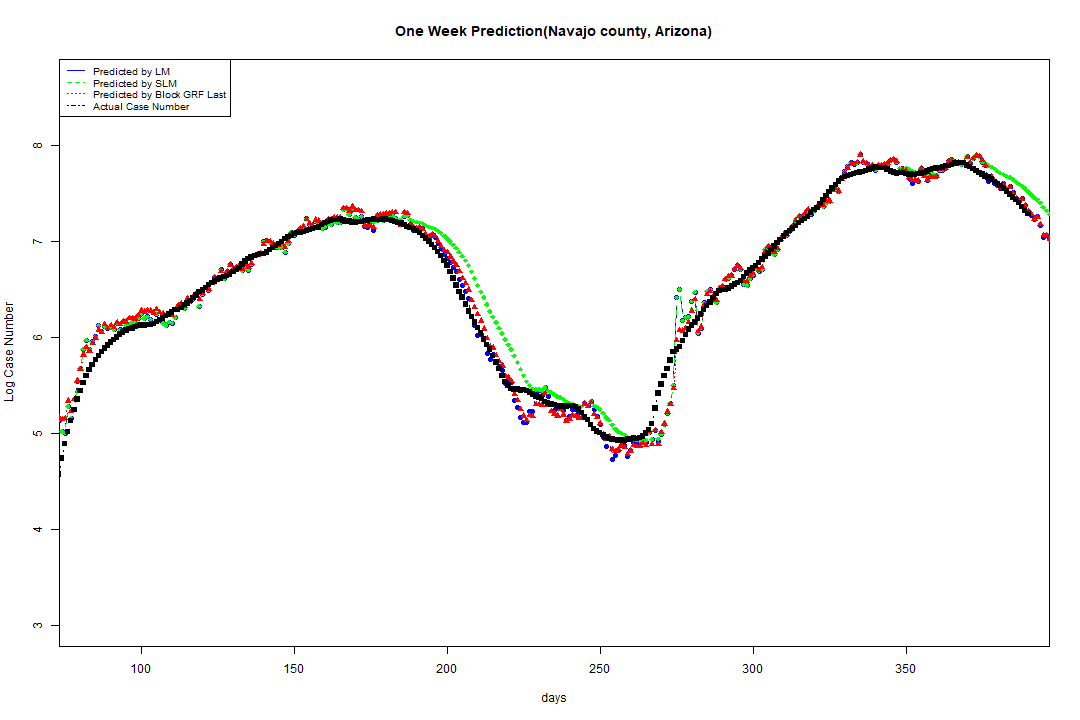 One Week Prediction(Navajo county, Arizona)
Predicted by LM
Predicted by SLM
Predicted by Block GRF Last
Actual Case Number
8
7
6
5
4
3
Log Case Number
100 150 200 250 300 350
days